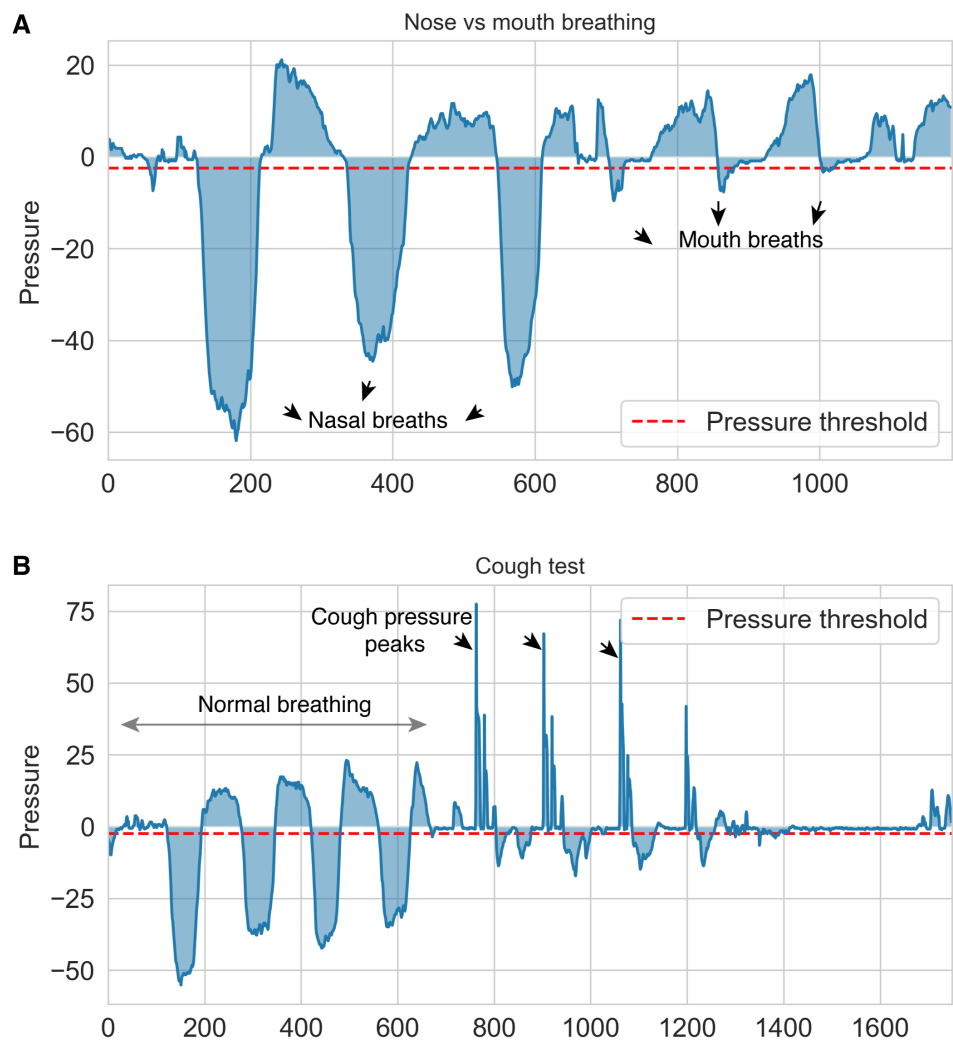 A
Nose vs mouth breathing
20
0
−20
−40
−60
Pressure
Mouth breaths
Nasal breaths
Pressure threshold
0 200 400 600 800 1000
B
Cough test
75
50
25
0
−25
−50
Pressure
Cough pressure
peaks
Pressure threshold
Normal breathing
0 200 400 600 800 1000 1200 1400 1600